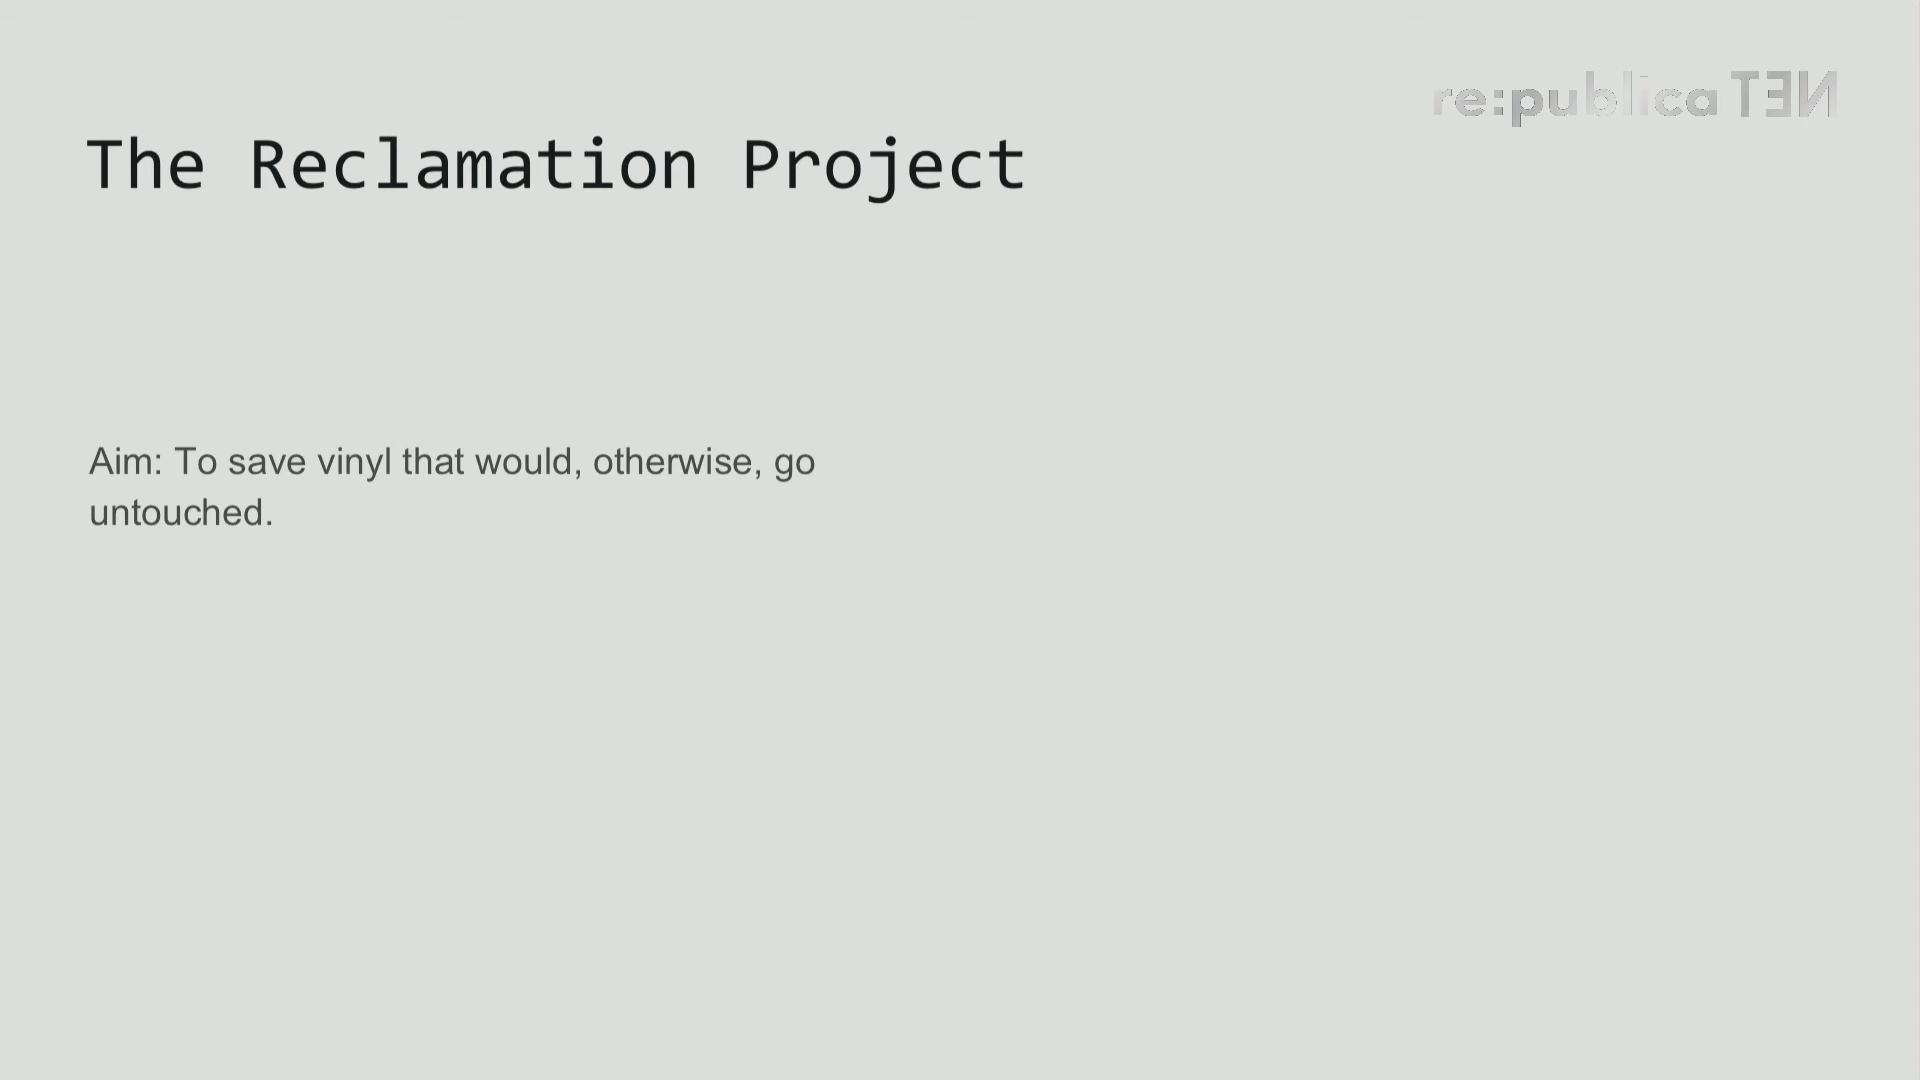 re:publica TEN
The Reclamation Project
Aim: To save vinyl that would, otherwise, go
untouched.